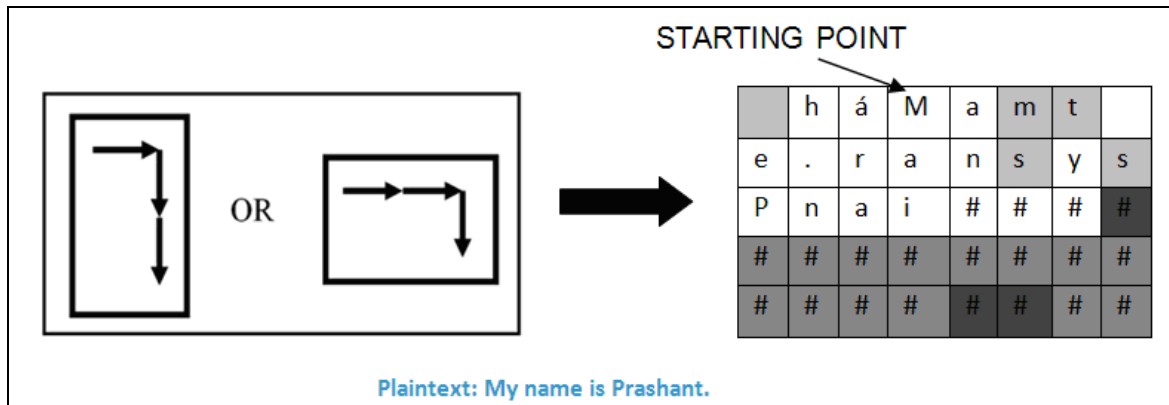 STARTING POINT
h á M a m t
e . r a n s y s
OR
P n a i # # # #
# # # # # # # #
# # # # # # # #
Plaintext: My name is Prashant.